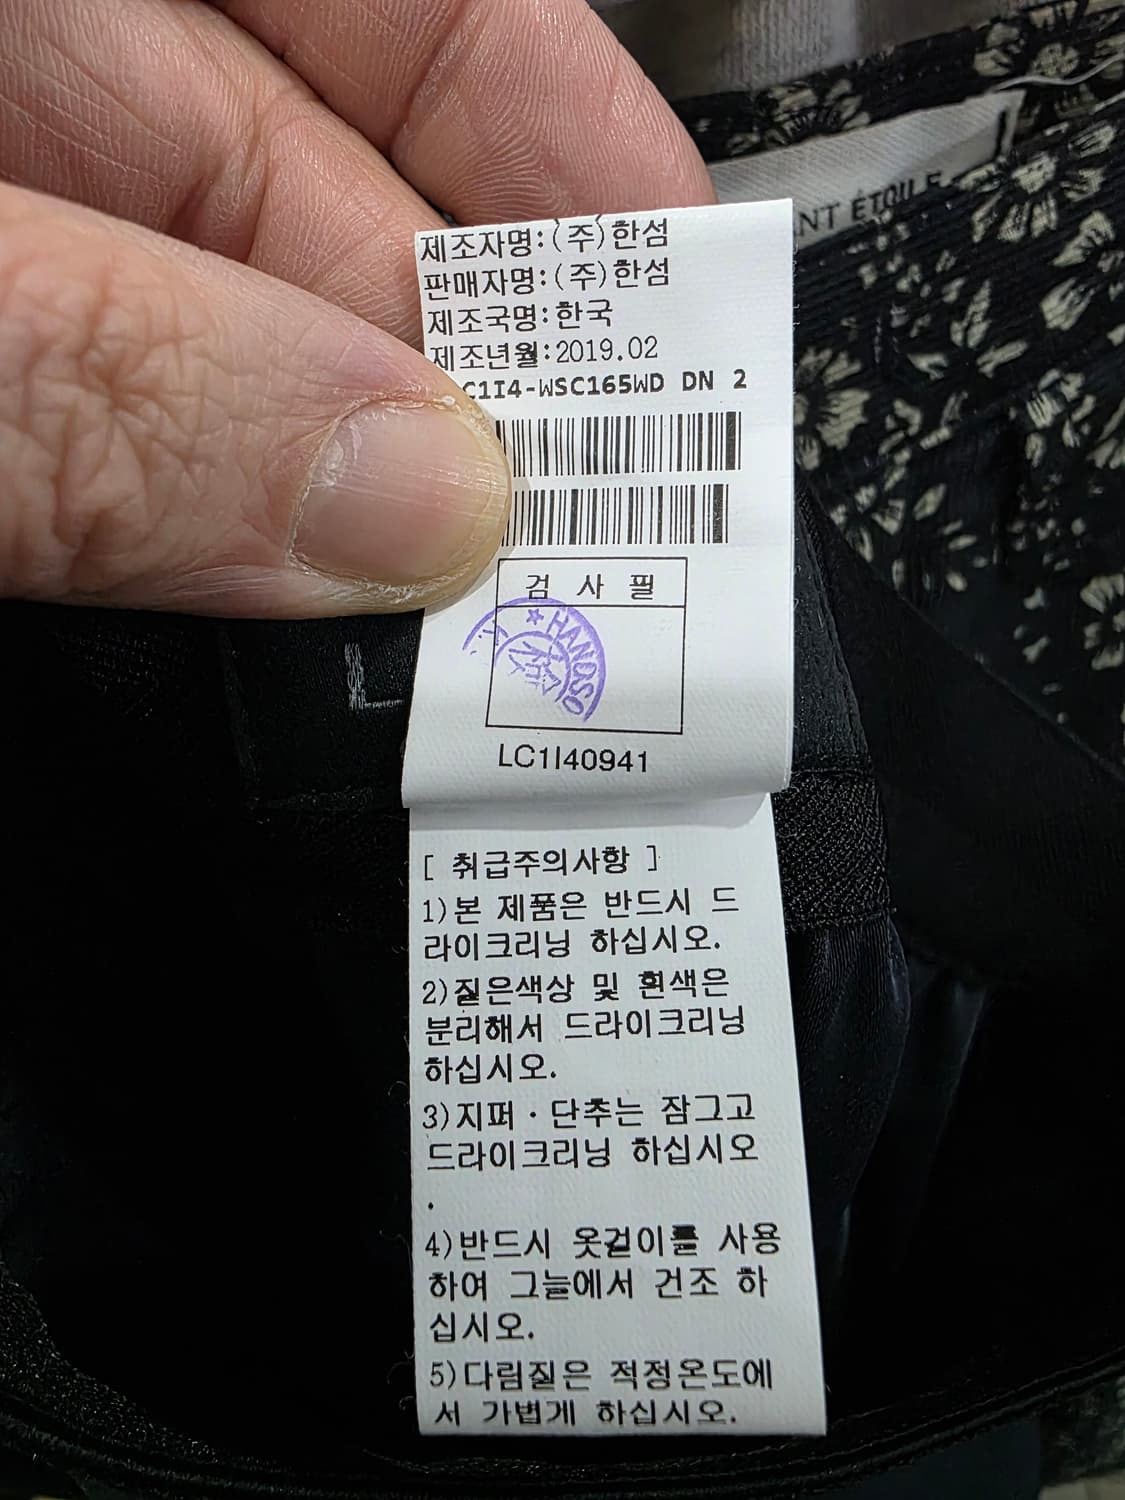 ANT ÉTOILE
제조자명:(주)한섬
판매자명:(주)한섬
제조국명:한국
제조년월:2019.02
C1I4-WSC165WD DN 2
검 사 필
HANDSO
LC1I40941
[ 취급주의사항 ]
1)본 제품은 반드시 드
라이크리닝 하십시오.
2)짙은색상 및 흰색은
분리해서 드라이크리닝
하십시오.
3)지퍼·단추는 잠그고
드라이크리닝 하십시오
.
4)반드시 옷걸이를 사용
하여 그늘에서 건조 하
십시오.
5)다림질은 적정온도에
서 가볍게 하십시오.